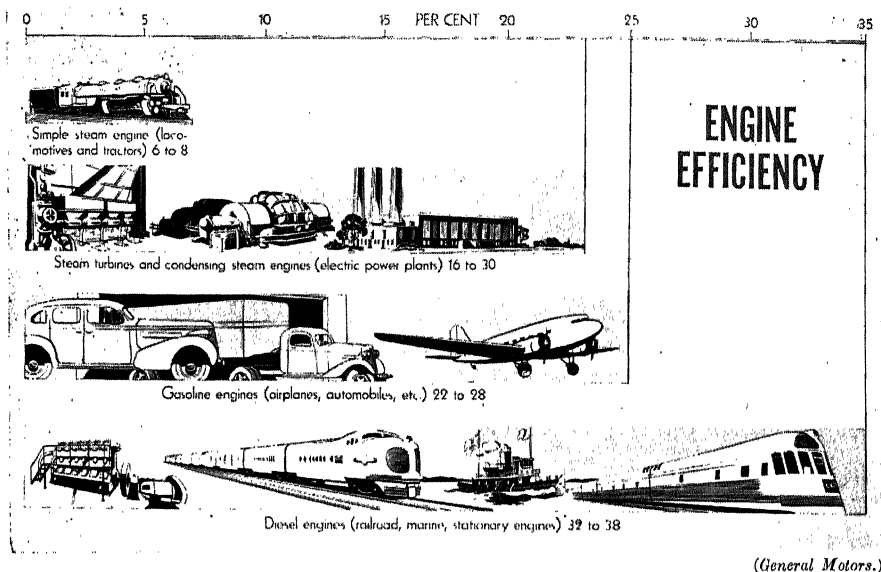 0 5 10 15 PER CENT 20 25 30 35
ENGINE
EFFICIENCY
Simple steam engine (loco-
motives and tractors) 6 to 8
Steam turbines and condensing steam engines (electric power plants) 16 to 30
Gasoline engines (airplanes, automobiles, etc.) 22 to 28
Diesel engines (railroad, marine, stationary engines) 32 to 38
(General Motors.)